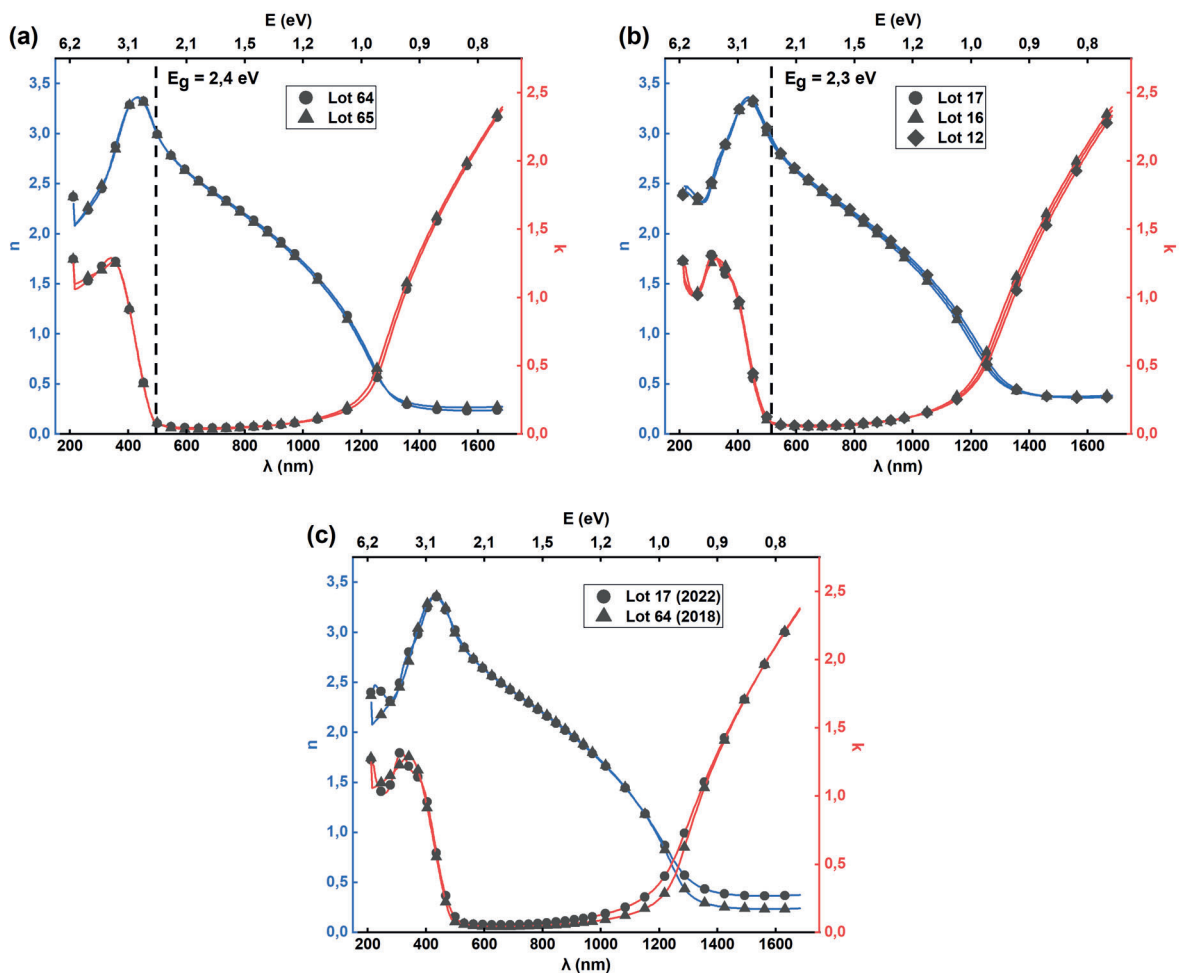 (a)
E (eV)
6,2 3,1 2,1 1,5 1,2 1,0 0,9 0,8
E_g = 2,4 eV
Lot 64
Lot 65
3,5
3,0
2,5
2,0
1,5
1,0
0,5
0,0
n
2,5
2,0
1,5
1,0
0,5
0,0
k
200 400 600 800 1000 1200 1400 1600
λ (nm)
(b)
E (eV)
6,2 3,1 2,1 1,5 1,2 1,0 0,9 0,8
E_g = 2,3 eV
Lot 17
Lot 16
Lot 12
3,5
3,0
2,5
2,0
1,5
1,0
0,5
0,0
n
2,5
2,0
1,5
1,0
0,5
0,0
k
200 400 600 800 1000 1200 1400 1600
λ (nm)
(c)
E (eV)
6,2 3,1 2,1 1,5 1,2 1,0 0,9 0,8
Lot 17 (2022)
Lot 64 (2018)
3,5
3,0
2,5
2,0
1,5
1,0
0,5
0,0
n
2,5
2,0
1,5
1,0
0,5
0,0
k
200 400 600 800 1000 1200 1400 1600
λ (nm)